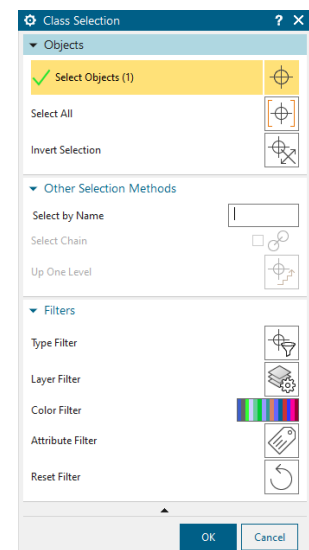 Class Selection
Objects
Select Objects (1)
Select All
Invert Selection
Other Selection Methods
Select by Name
Select Chain
Up One Level
Filters
Type Filter
Layer Filter
Color Filter
Attribute Filter
Reset Filter
OK Cancel